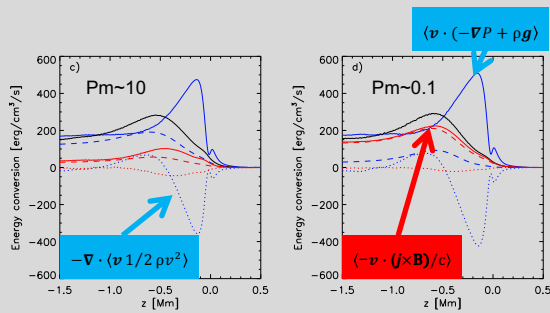 ⟨𝒗 ∙ (−𝛁P + ρ𝒈⟩
c)
Pm~10
d)
Pm~0.1
Energy conversion [erg/cm³/s]
600
400
200
0
−200
−400
−600
−1.5 −1.0 −0.5 0.0 0.5
z [Mm]
Energy conversion [erg/cm³/s]
600
400
200
0
−200
−400
−600
−1.5 −1.0 −0.5 0.0 0.5
z [Mm]
−𝛁 ∙ ⟨𝒗 1/2 ρ𝑣²⟩
⟨−𝒗 ∙ (𝒋×𝐁)/c⟩